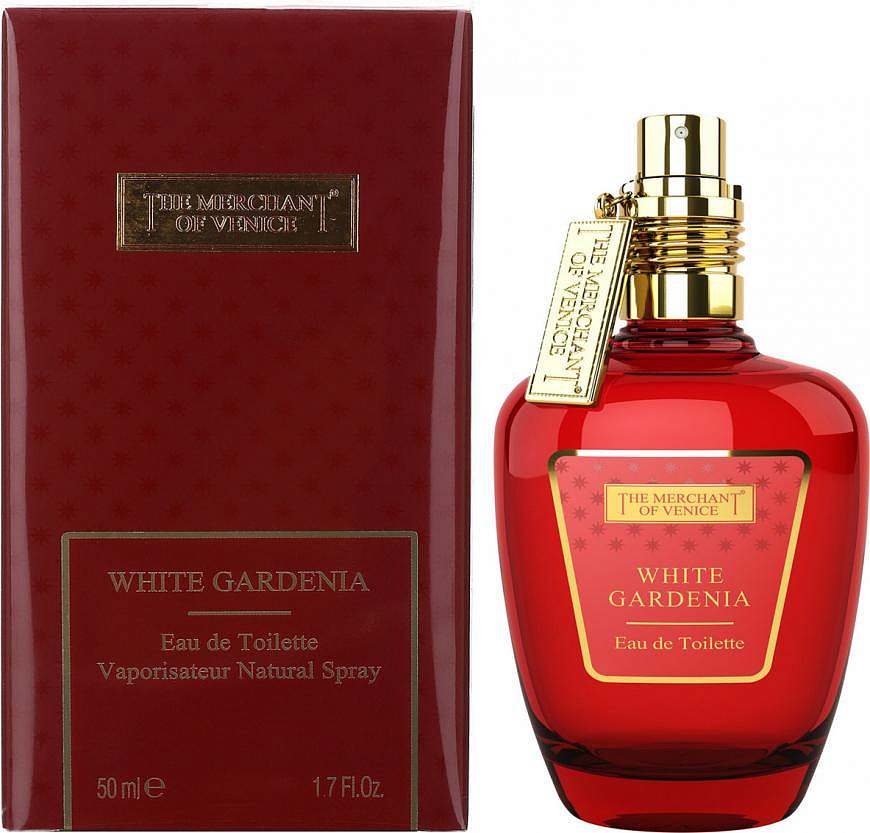 THE MERCHANT®
OF VENICE
WHITE GARDENIA
Eau de Toilette
Vaporisateur Natural Spray
50 ml ℮
1.7 Fl.Oz.
THE MERCHANT®
OF VENICE
THE MERCHANT®
OF VENICE
WHITE
GARDENIA
Eau de Toilette